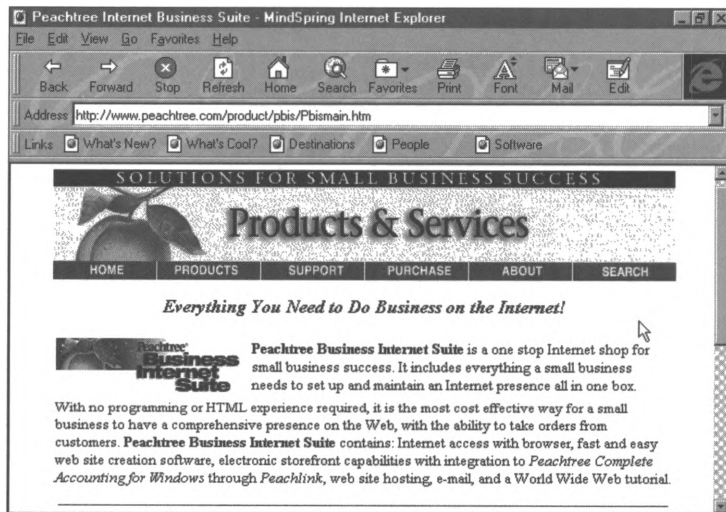 Peachtree Internet Business Suite - MindSpring Internet Explorer
File Edit View Go Favorites Help
Back Forward Stop Refresh Home Search Favorites Print Font Mail Edit
Address http://www.peachtree.com/product/pbis/Pbismain.htm
Links What's New? What's Cool? Destinations People Software
SOLUTIONS FOR SMALL BUSINESS SUCCESS
Products & Services
HOME PRODUCTS SUPPORT PURCHASE ABOUT SEARCH
Everything You Need to Do Business on the Internet!
Peachtree®
Business
Internet
Suite
Peachtree Business Internet Suite is a one stop Internet shop for
small business success. It includes everything a small business
needs to set up and maintain an Internet presence all in one box.
With no programming or HTML experience required, it is the most cost effective way for a small
business to have a comprehensive presence on the Web, with the ability to take orders from
customers. Peachtree Business Internet Suite contains: Internet access with browser, fast and easy
web site creation software, electronic storefront capabilities with integration to Peachtree Complete
Accounting for Windows through Peachlink, web site hosting, e-mail, and a World Wide Web tutorial.